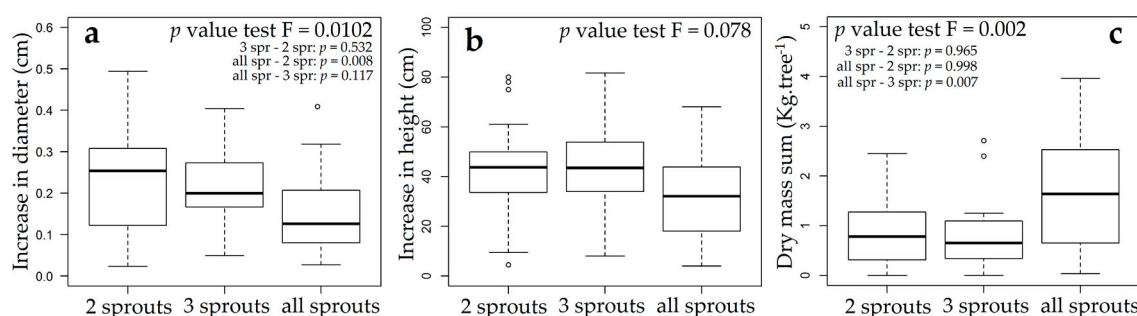 a
p value test F = 0.0102
3 spr - 2 spr: p = 0.532
all spr - 2 spr: p = 0.008
all spr - 3 spr: p = 0.117
Increase in diameter (cm)
0.6
0.5
0.4
0.3
0.2
0.1
0.0
2 sprouts 3 sprouts all sprouts
b
p value test F = 0.078
Increase in height (cm)
100
80
60
40
20
0
2 sprouts 3 sprouts all sprouts
p value test F = 0.002
c
3 spr - 2 spr: p = 0.965
all spr - 2 spr: p = 0.998
all spr - 3 spr: p = 0.007
Dry mass sum (Kg.tree⁻¹)
5
4
3
2
1
0
2 sprouts 3 sprouts all sprouts